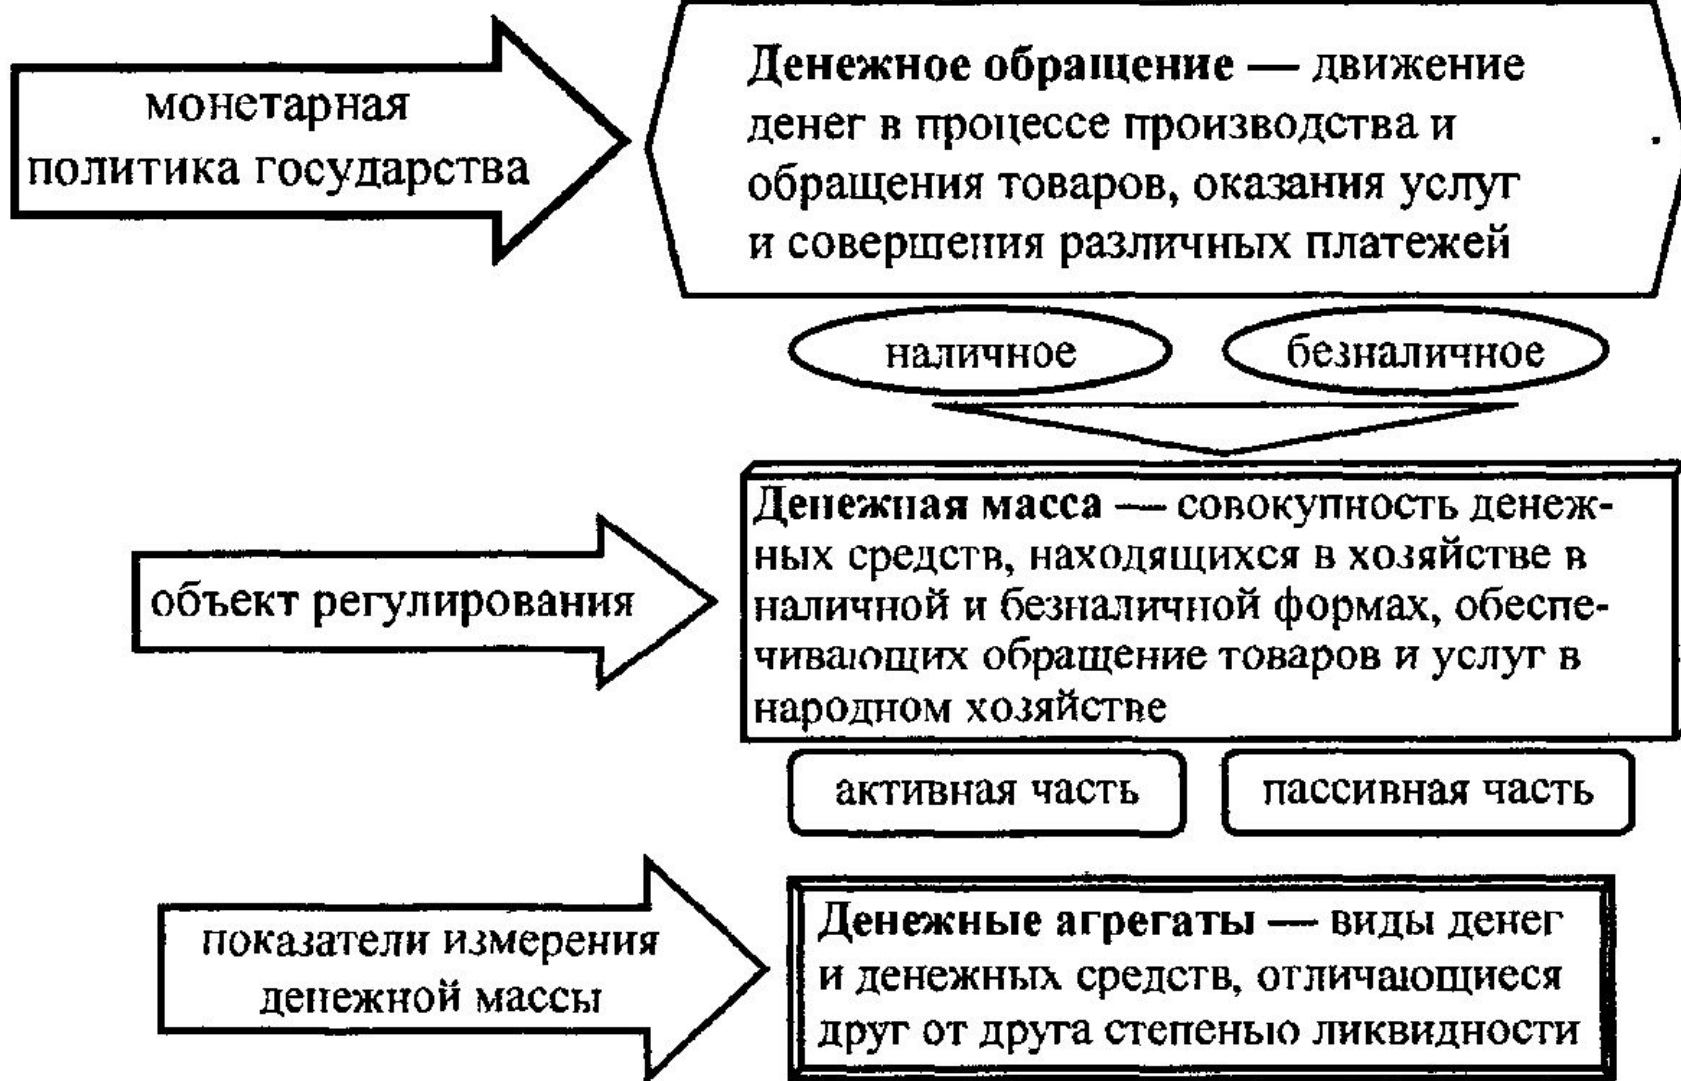 монетарная
политика государства
Денежное обращение — движение
денег в процессе производства и
обращения товаров, оказания услуг
и совершения различных платежей
наличное
безналичное
объект регулирования
Денежная масса — совокупность денеж-
ных средств, находящихся в хозяйстве в
наличной и безналичной формах, обеспе-
чивающих обращение товаров и услуг в
народном хозяйстве
активная часть
пассивная часть
показатели измерения
денежной массы
Денежные агрегаты — виды денег
и денежных средств, отличающиеся
друг от друга степенью ликвидности